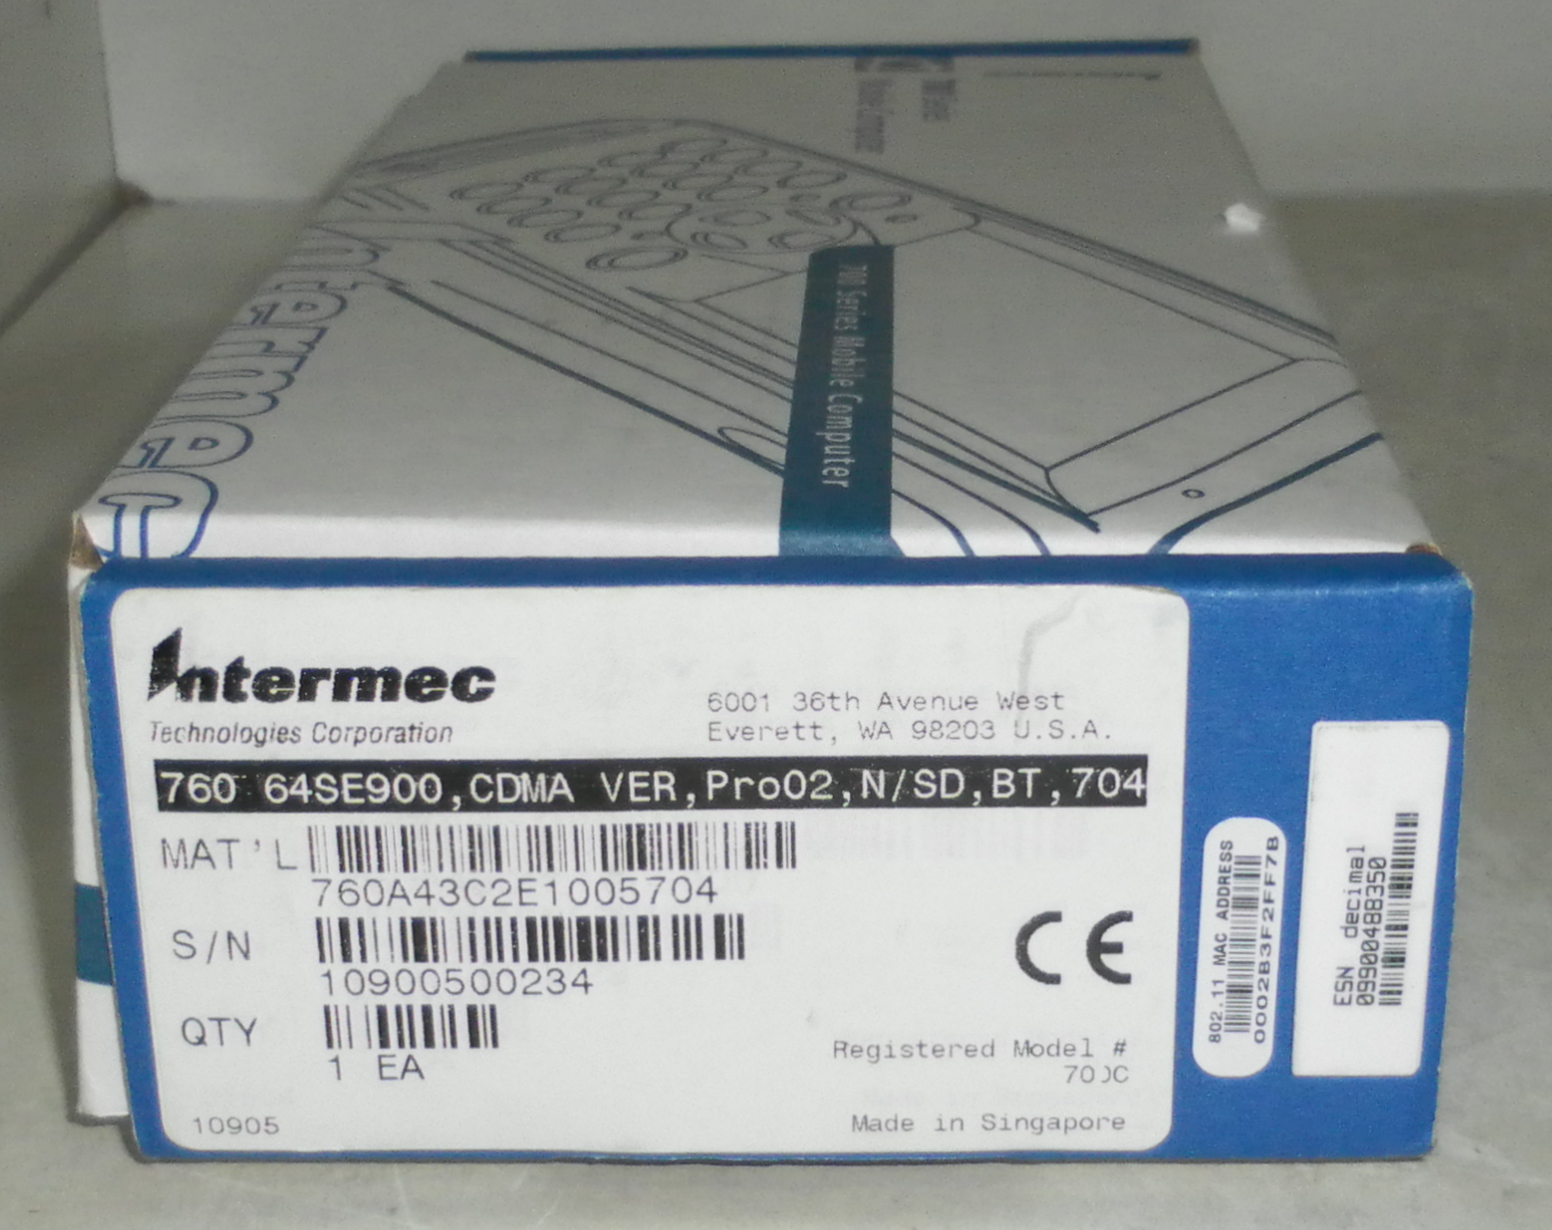 700 Series Mobile Computer
Intermec
Intermec
Technologies Corporation
6001 36th Avenue West
Everett, WA 98203 U.S.A.
760 64SE900,CDMA VER,Pro02,N/SD,BT,704
MAT'L
760A43C2E1005704
S/N
10900500234
QTY
1 EA
10905
CE
Registered Model #
700C
Made in Singapore
802.11 MAC ADDRESS
0002B3F2FF7B
ESN decimal
09900488350